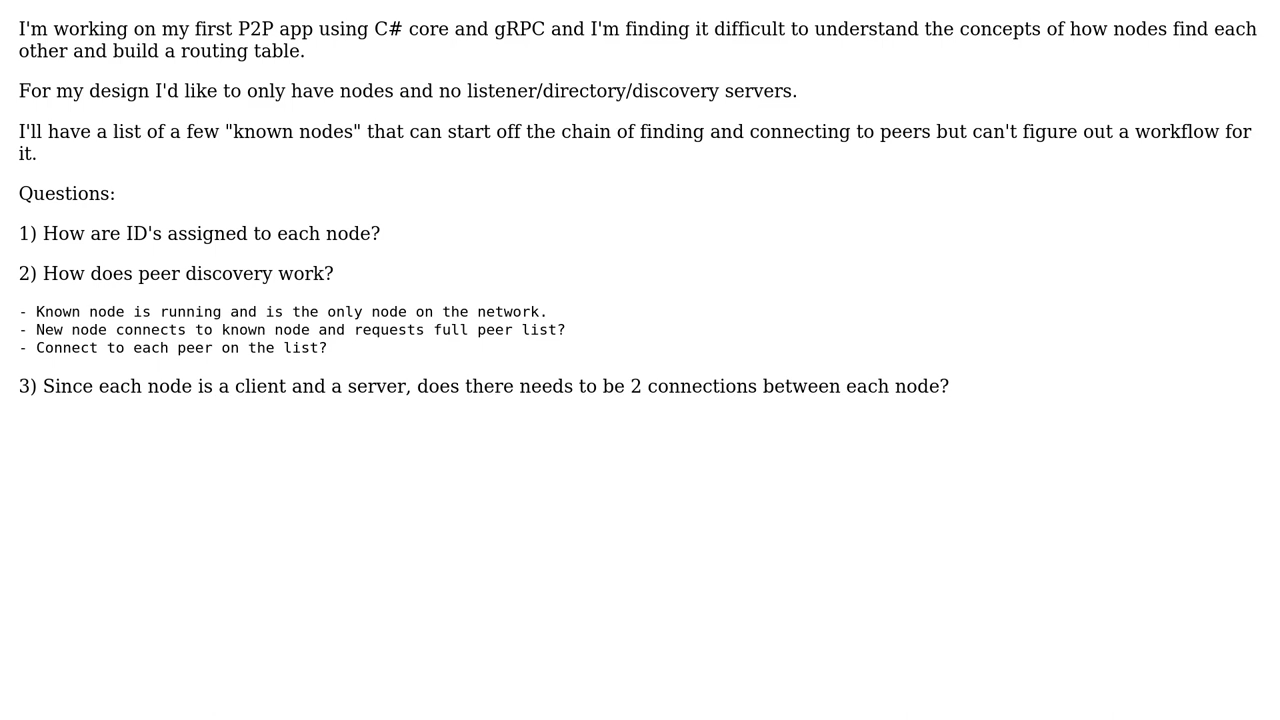 I'm working on my first P2P app using C# core and gRPC and I'm finding it difficult to understand the concepts of how nodes find each
other and build a routing table.
For my design I'd like to only have nodes and no listener/directory/discovery servers.
I'll have a list of a few "known nodes" that can start off the chain of finding and connecting to peers but can't figure out a workflow for
it.
Questions:
1) How are ID's assigned to each node?
2) How does peer discovery work?
- Known node is running and is the only node on the network.
- New node connects to known node and requests full peer list?
- Connect to each peer on the list?
3) Since each node is a client and a server, does there needs to be 2 connections between each node?